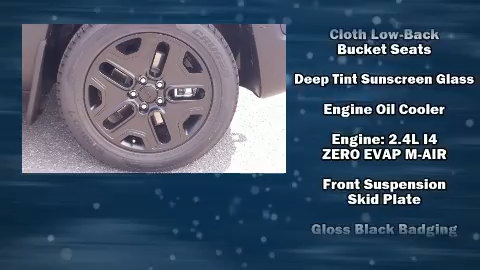 Cloth Low-Back
Bucket Seats
Deep Tint Sunscreen Glass
Engine Oil Cooler
Engine: 2.4L I4
ZERO EVAP M-AIR
Front Suspension
Skid Plate
Gloss Black Badging